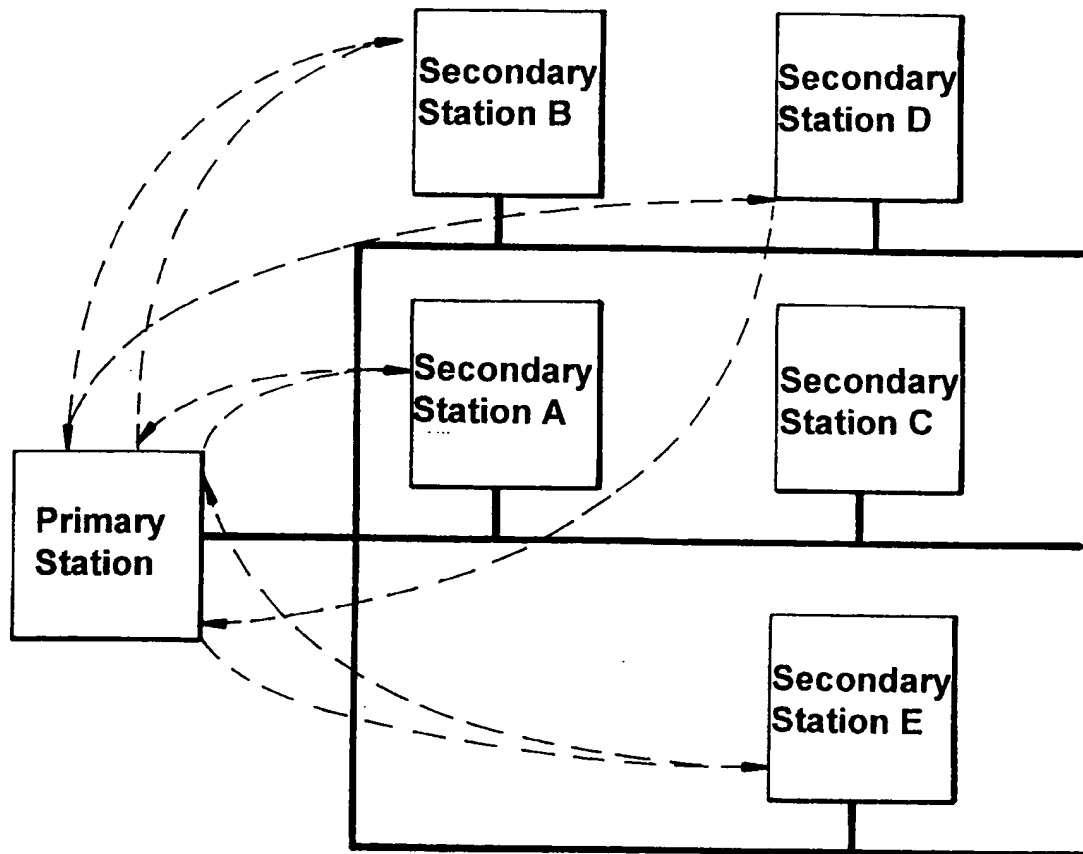 Secondary
Station B
Secondary
Station D
Secondary
Station A
Secondary
Station C
Primary
Station
Secondary
Station E